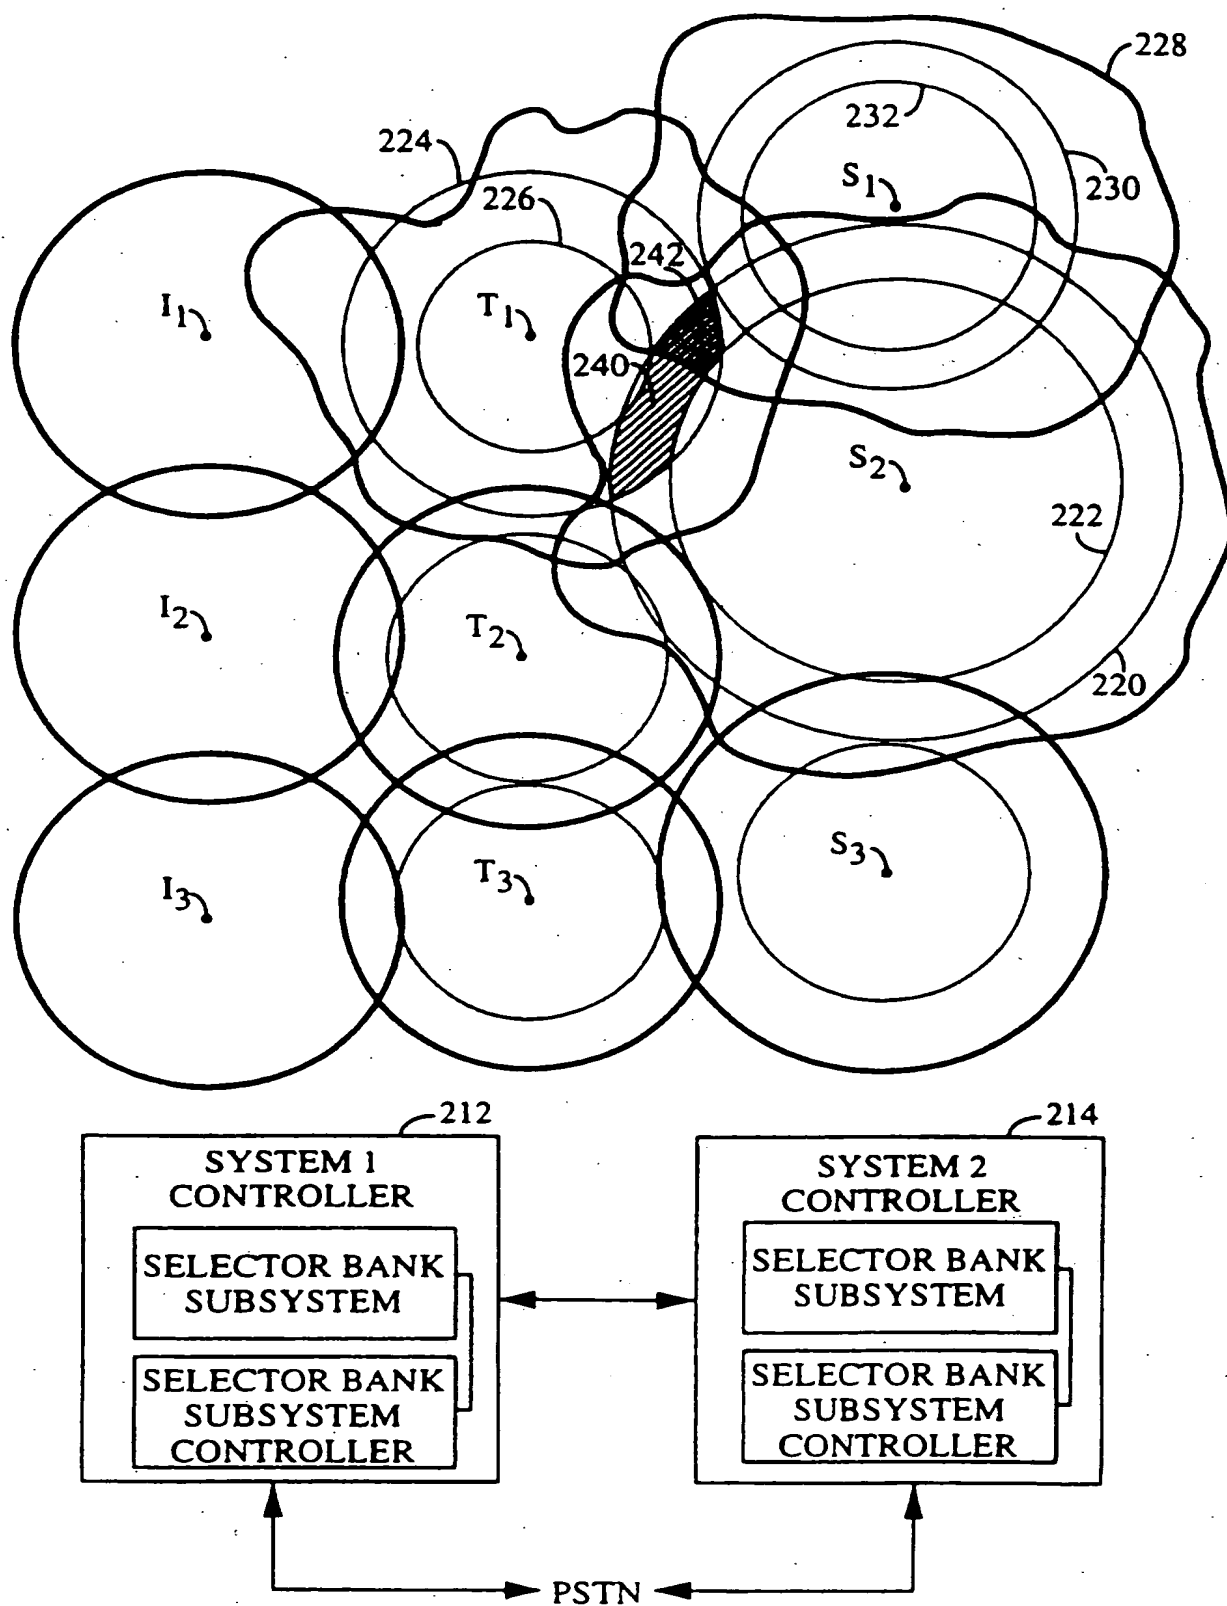 228
232
224
230
S1
226
242
I1
T1
240
S2
222
I2
T2
220
S3
T3
I3
212
214
SYSTEM 1
CONTROLLER
SELECTOR BANK
SUBSYSTEM
SELECTOR BANK
SUBSYSTEM
CONTROLLER
SYSTEM 2
CONTROLLER
SELECTOR BANK
SUBSYSTEM
SELECTOR BANK
SUBSYSTEM
CONTROLLER
PSTN